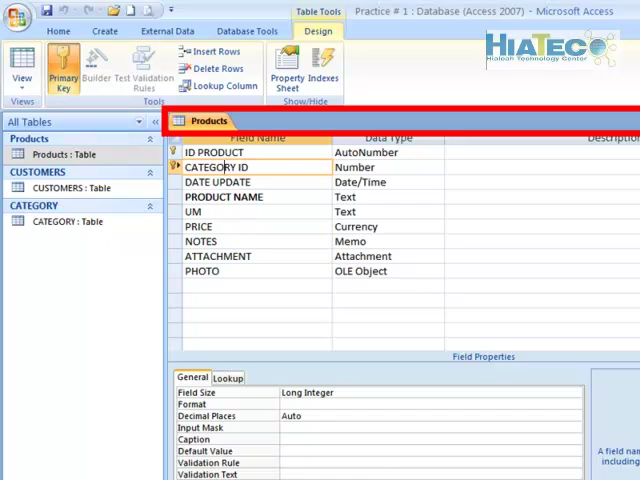 Table Tools
Practice # 1 : Database (Access 2007) - Microsoft Access
Home
Create
External Data
Database Tools
Design
HiATECO
Hialeah Technology Center
View
Primary Key
Builder
Test Validation Rules
Insert Rows
Delete Rows
Lookup Column
Property Sheet
Indexes
Views
Tools
Show/Hide
All Tables
Products
Products : Table
CUSTOMERS
CUSTOMERS : Table
CATEGORY
CATEGORY : Table
Products
Field Name Data Type Description
ID PRODUCT AutoNumber
CATEGORY ID Number
DATE UPDATE Date/Time
PRODUCT NAME Text
UM Text
PRICE Currency
NOTES Memo
ATTACHMENT Attachment
PHOTO OLE Object
Field Properties
General Lookup
Field Size Long Integer
Format
Decimal Places Auto
Input Mask
Caption
Default Value
Validation Rule
Validation Text
A field nam
including